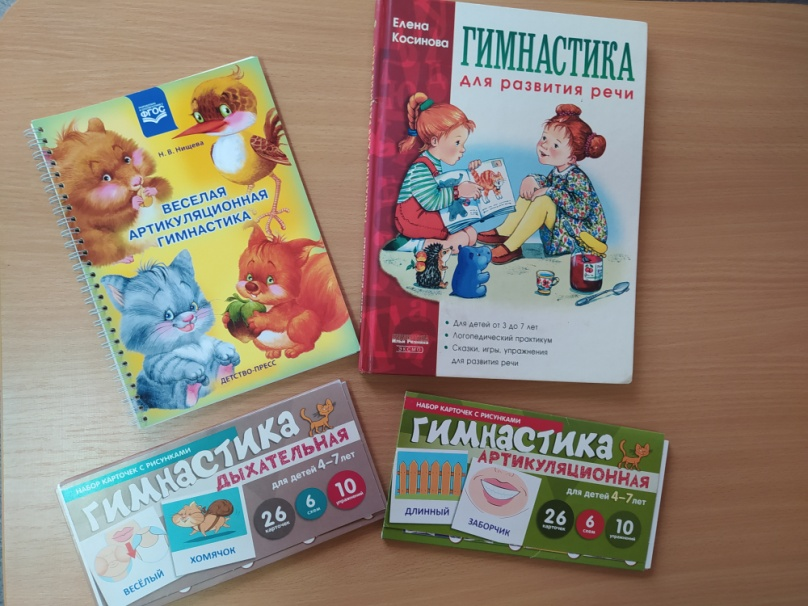 ФГОС
Н. В. Нищева
ВЕСЕЛАЯ
АРТИКУЛЯЦИОННАЯ
ГИМНАСТИКА
ДЕТСТВО-ПРЕСС
Елена
Косинова
ГИМНАСТИКА
для развития речи
• Для детей от 3 до 7 лет
• Логопедический практикум
• Сказки, игры, упражнения
для развития речи
ЭКСМО
НАБОР КАРТОЧЕК С РИСУНКАМИ
ГИМНАСТИКА
ДЫХАТЕЛЬНАЯ
для детей 4–7 лет
ВЕСЁЛЫЙ
ХОМЯЧОК
26
карточек
6
схем
10
упражнений
НАБОР КАРТОЧЕК С РИСУНКАМИ
ГИМНАСТИКА
АРТИКУЛЯЦИОННАЯ
для детей 4–7 лет
ДЛИННЫЙ
ЗАБОРЧИК
26
карточек
6
схем
10
упражнений